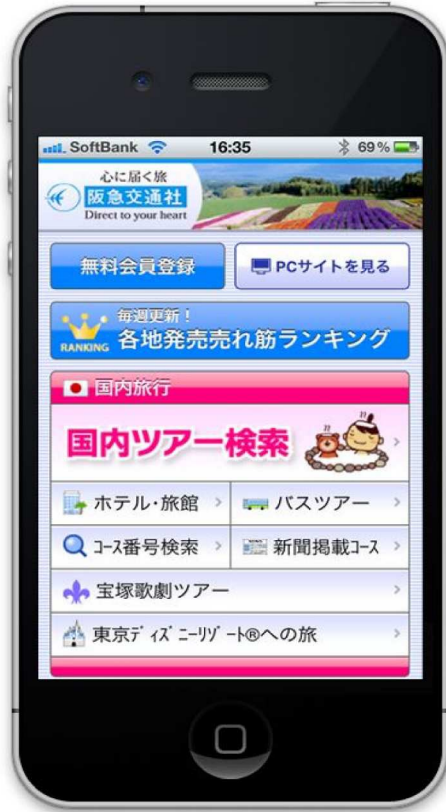 SoftBank 16:35 69%
心に届く旅
阪急交通社
Direct to your heart
無料会員登録
PCサイトを見る
毎週更新！
RANKING 各地発売売れ筋ランキング
国内旅行
国内ツアー検索
ホテル・旅館
バスツアー
ｺｰｽ番号検索
新聞掲載ｺｰｽ
宝塚歌劇ツアー
東京ﾃﾞｨｽﾞﾆｰﾘｿﾞｰﾄ®への旅